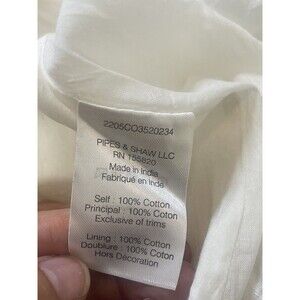 2205CO3520234
PIPES & SHAW LLC
RN 155820
Made in India
Fabriqué en Inde
Self : 100% Cotton
Principal : 100% Coton
Exclusive of trims
Lining : 100% Cotton
Doublure : 100% Coton
Hors Décoration